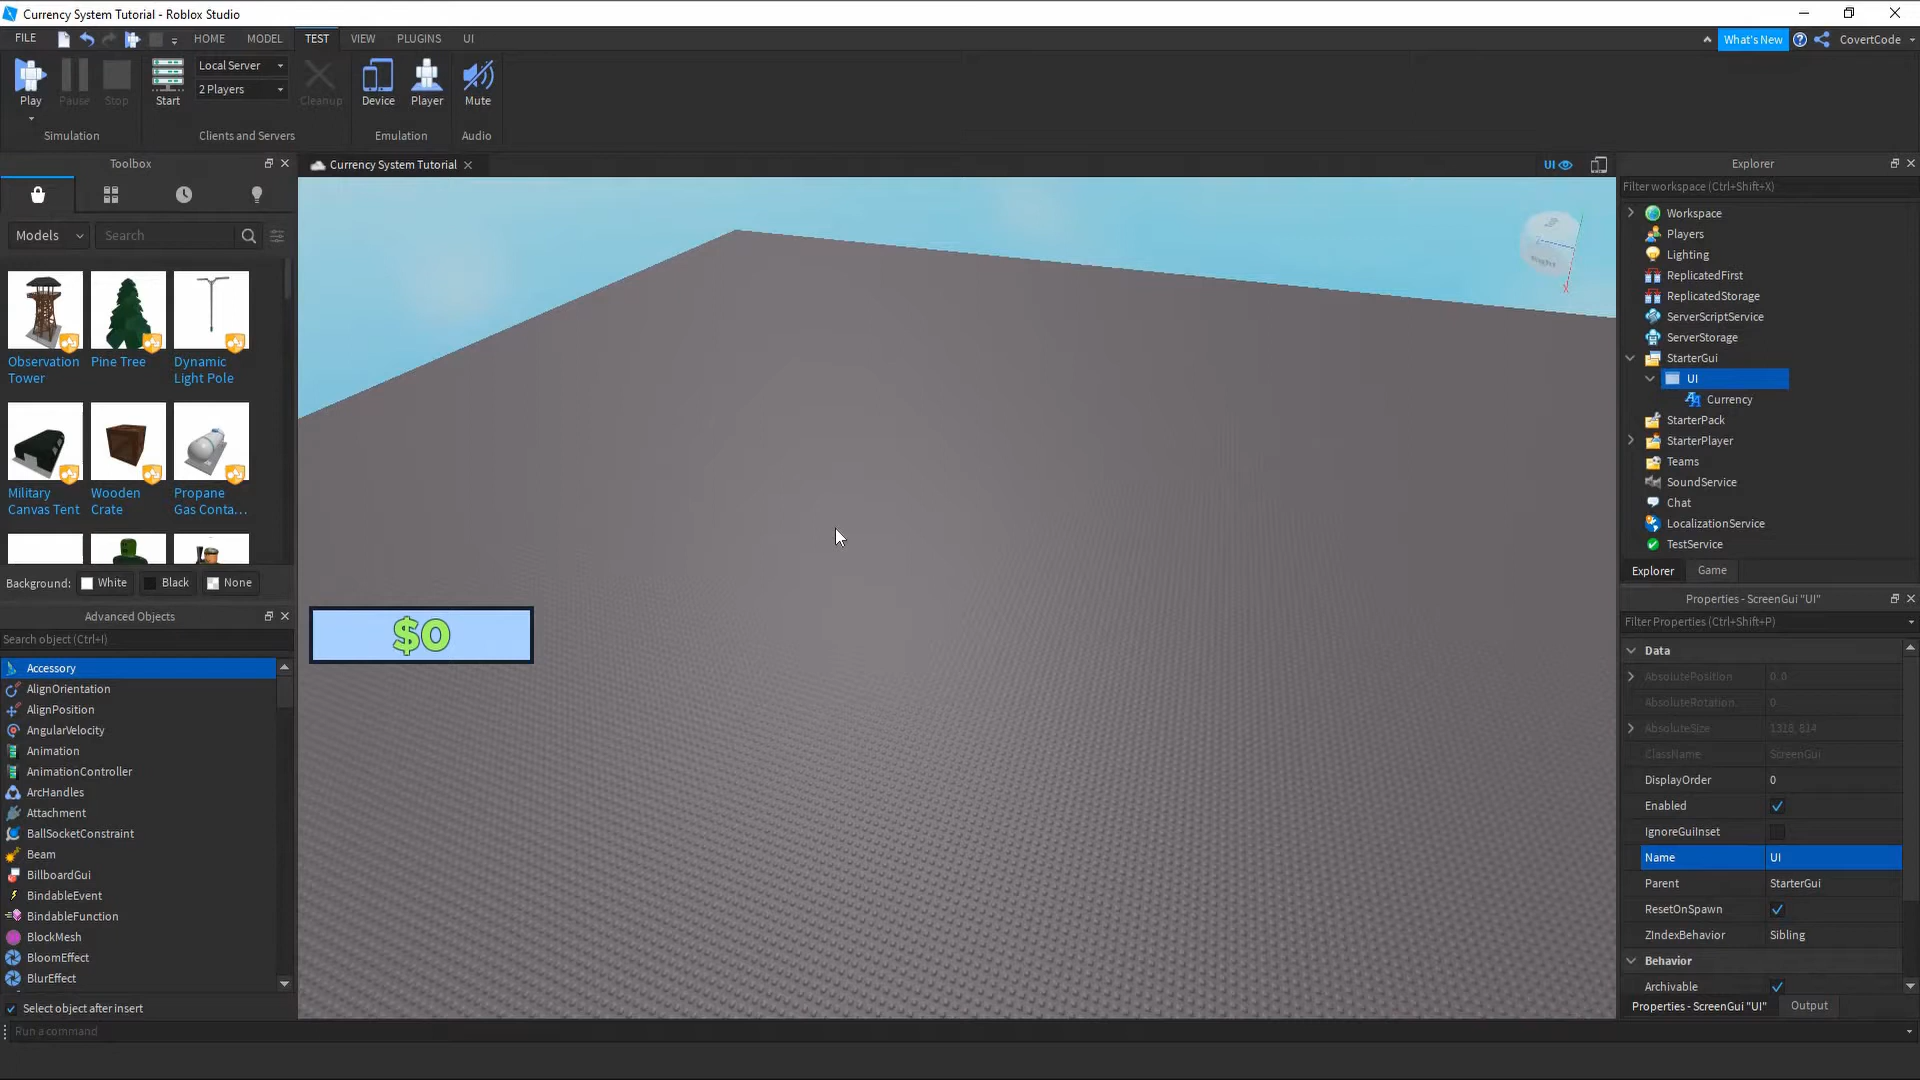 Currency System Tutorial - Roblox Studio
FILE HOME MODEL TEST VIEW PLUGINS UI What's New CovertCode
Play Pause Stop
Simulation
Start Local Server 2 Players Cleanup
Clients and Servers
Device Player
Emulation
Mute
Audio
Toolbox
Models Search
Observation Tower
Pine Tree
Dynamic Light Pole
Military Canvas Tent
Wooden Crate
Propane Gas Conta...
Background: White Black None
Advanced Objects
Search object (Ctrl+I)
Accessory
AlignOrientation
AlignPosition
AngularVelocity
Animation
AnimationController
ArcHandles
Attachment
BallSocketConstraint
Beam
BillboardGui
BindableEvent
BindableFunction
BlockMesh
BloomEffect
BlurEffect
Select object after insert
Run a command
Currency System Tutorial
UI
Right
X
$0
Explorer
Filter workspace (Ctrl+Shift+X)
Workspace
Players
Lighting
ReplicatedFirst
ReplicatedStorage
ServerScriptService
ServerStorage
StarterGui
UI
Currency
StarterPack
StarterPlayer
Teams
SoundService
Chat
LocalizationService
TestService
Explorer Game
Properties - ScreenGui "UI"
Filter Properties (Ctrl+Shift+P)
Data
AbsolutePosition 0, 0
AbsoluteRotation 0
AbsoluteSize 1318, 814
ClassName ScreenGui
DisplayOrder 0
Enabled
IgnoreGuiInset
Name UI
Parent StarterGui
ResetOnSpawn
ZIndexBehavior Sibling
Behavior
Archivable
Properties - ScreenGui "UI" Output